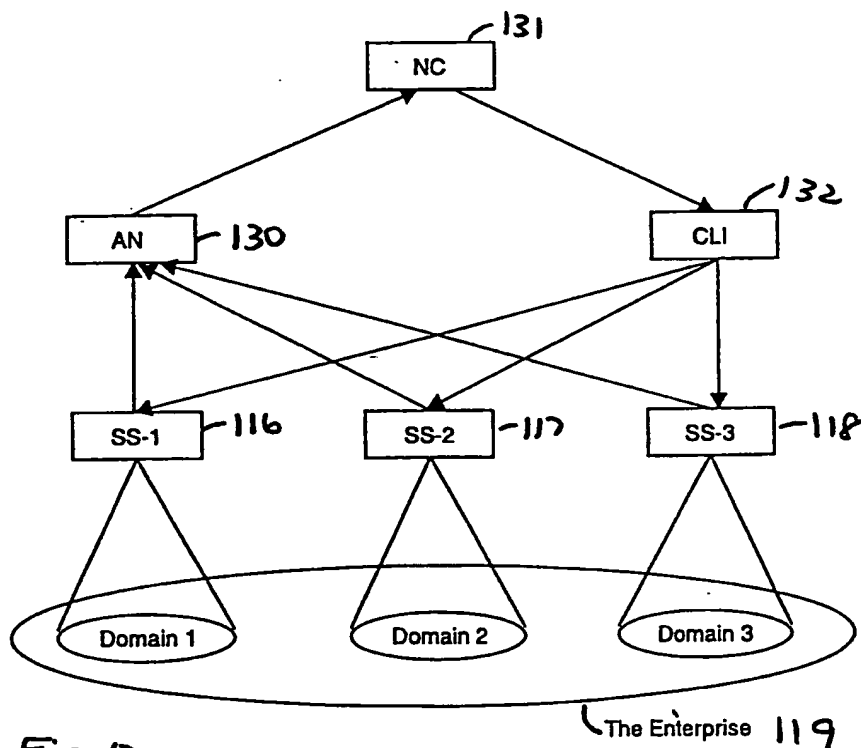 131
NC
132
AN
130
CLI
SS-1
116
SS-2
117
SS-3
118
Domain 1
Domain 2
Domain 3
The Enterprise 119